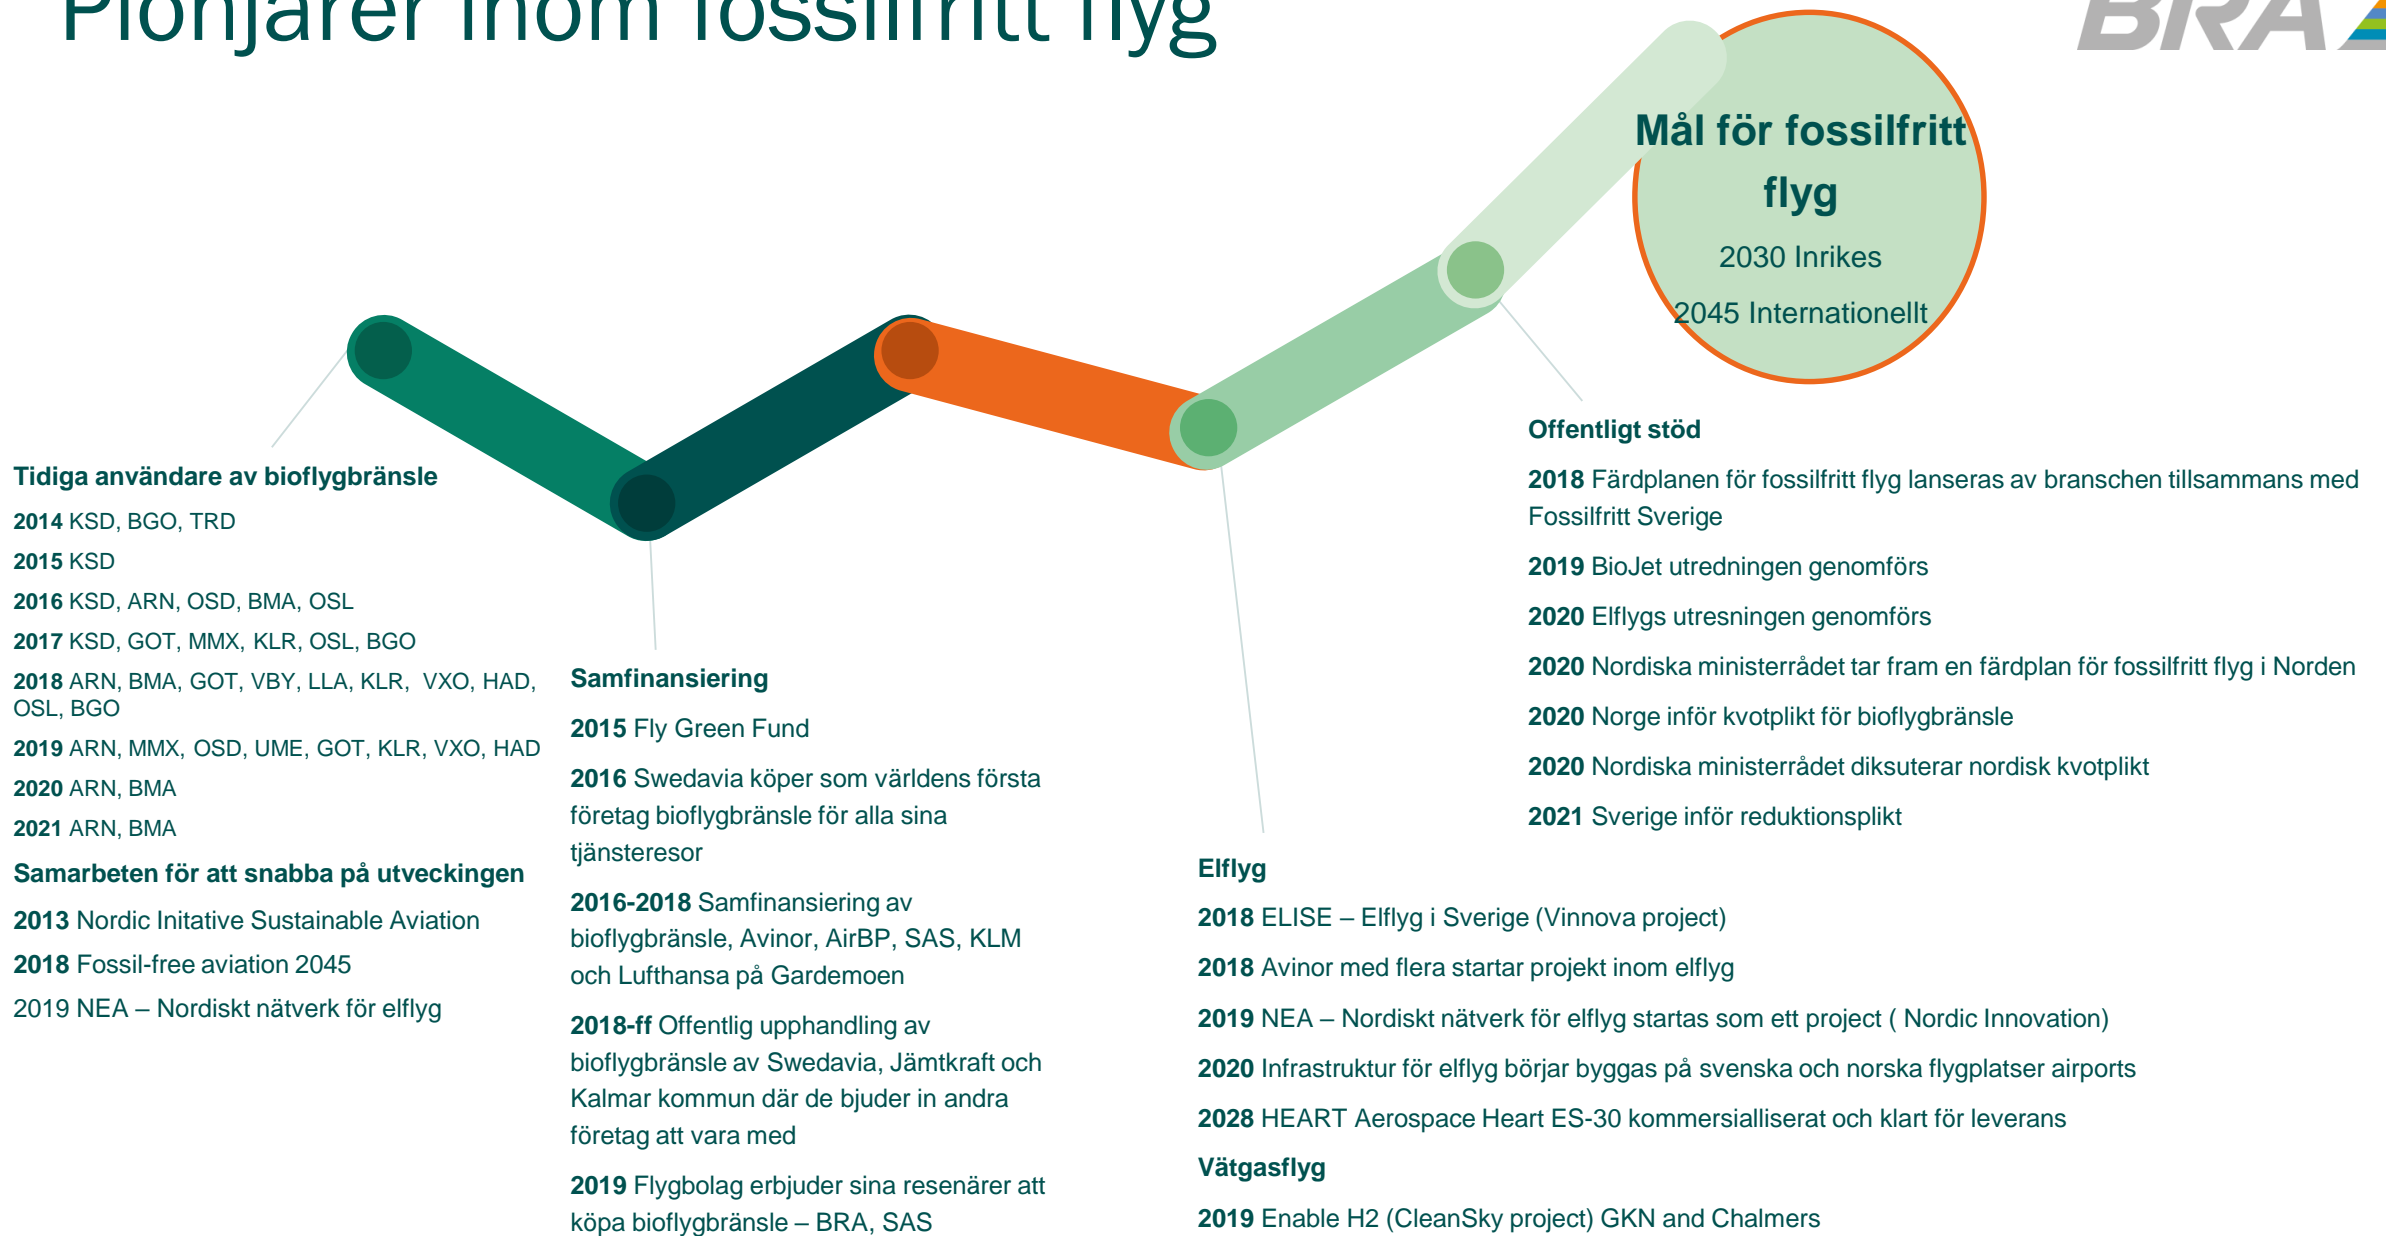 Pionjärer inom fossilfritt flyg
BRA
Mål för fossilfritt
flyg
2030 Inrikes
2045 Internationellt
Tidiga användare av bioflygbränsle
2014 KSD, BGO, TRD
2015 KSD
2016 KSD, ARN, OSD, BMA, OSL
2017 KSD, GOT, MMX, KLR, OSL, BGO
2018 ARN, BMA, GOT, VBY, LLA, KLR, VXO, HAD,
OSL, BGO
2019 ARN, MMX, OSD, UME, GOT, KLR, VXO, HAD
2020 ARN, BMA
2021 ARN, BMA
Samarbeten för att snabba på utveckingen
2013 Nordic Initative Sustainable Aviation
2018 Fossil-free aviation 2045
2019 NEA – Nordiskt nätverk för elflyg
Samfinansiering
2015 Fly Green Fund
2016 Swedavia köper som världens första
företag bioflygbränsle för alla sina
tjänsteresor
2016-2018 Samfinansiering av
bioflygbränsle, Avinor, AirBP, SAS, KLM
och Lufthansa på Gardemoen
2018-ff Offentlig upphandling av
bioflygbränsle av Swedavia, Jämtkraft och
Kalmar kommun där de bjuder in andra
företag att vara med
2019 Flygbolag erbjuder sina resenärer att
köpa bioflygbränsle – BRA, SAS
Elflyg
2018 ELISE – Elflyg i Sverige (Vinnova project)
2018 Avinor med flera startar projekt inom elflyg
2019 NEA – Nordiskt nätverk för elflyg startas som ett project ( Nordic Innovation)
2020 Infrastruktur för elflyg börjar byggas på svenska och norska flygplatser airports
2028 HEART Aerospace Heart ES-30 kommersialliserat och klart för leverans
Vätgasflyg
2019 Enable H2 (CleanSky project) GKN and Chalmers
Offentligt stöd
2018 Färdplanen för fossilfritt flyg lanseras av branschen tillsammans med
Fossilfritt Sverige
2019 BioJet utredningen genomförs
2020 Elflygs utresningen genomförs
2020 Nordiska ministerrådet tar fram en färdplan för fossilfritt flyg i Norden
2020 Norge inför kvotplikt för bioflygbränsle
2020 Nordiska ministerrådet diksuterar nordisk kvotplikt
2021 Sverige inför reduktionsplikt